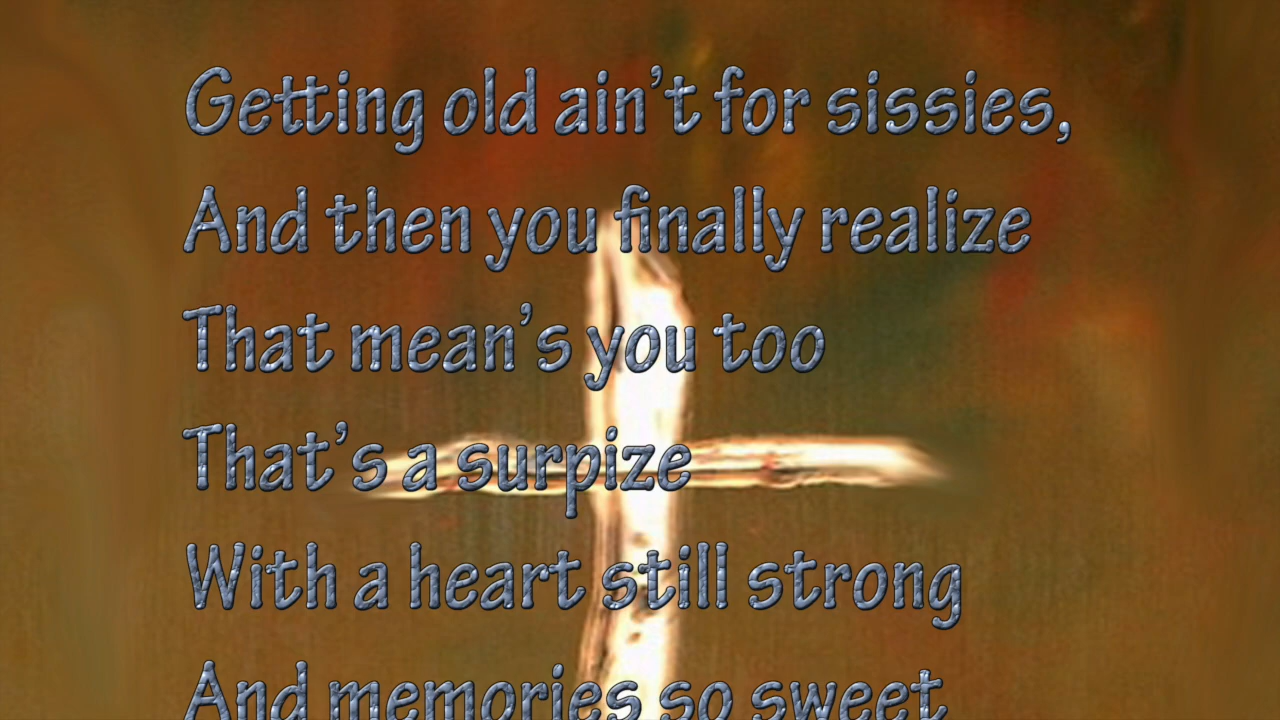 Getting old ain't for sissies,
And then you finally realize
That mean's you too
That's a surpize
With a heart still strong
And memories so sweet